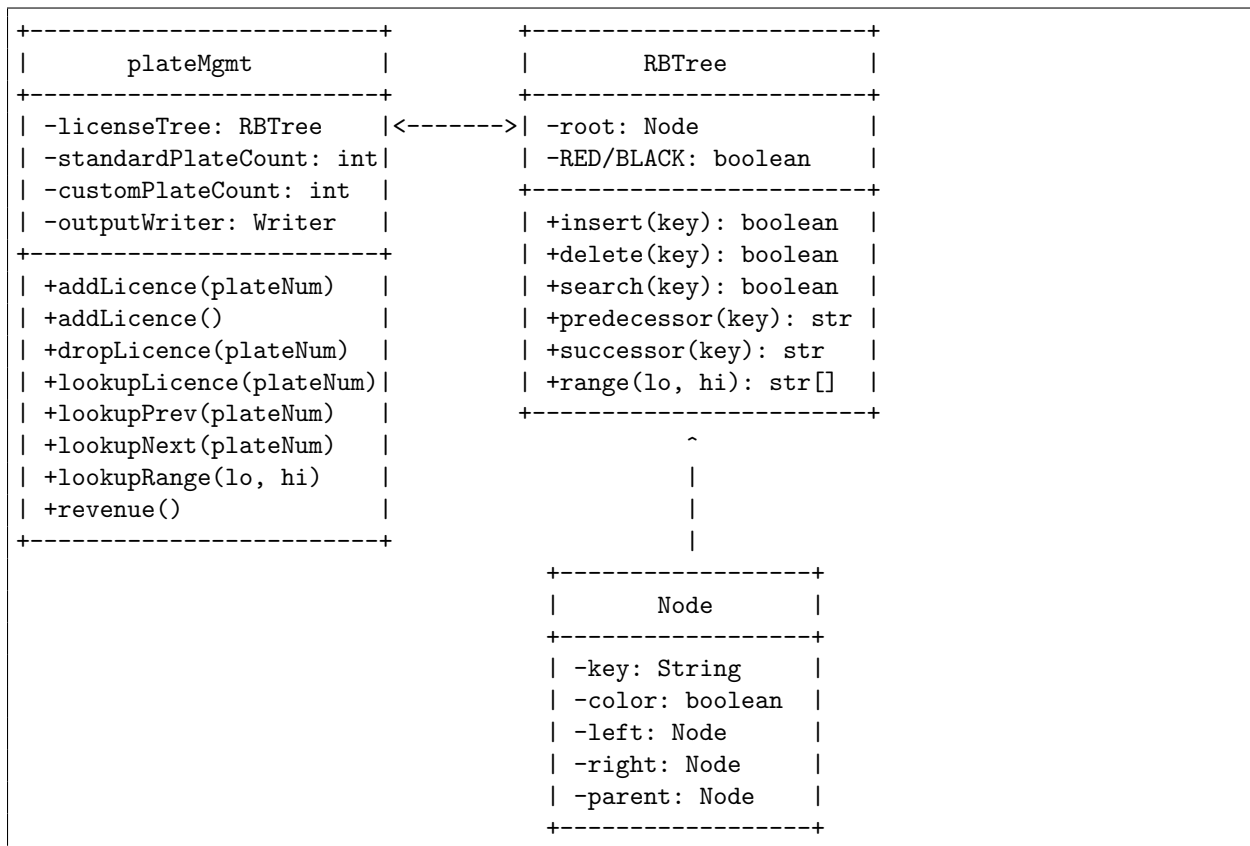 +-------------------------+         +------------------------+
|       plateMgmt         |         |        RBTree          |
+-------------------------+         +------------------------+
| -licenseTree: RBTree    |<------->| -root: Node            |
| -standardPlateCount: int|         | -RED/BLACK: boolean    |
| -customPlateCount: int  |         +------------------------+
| -outputWriter: Writer   |         | +insert(key): boolean  |
+-------------------------+         | +delete(key): boolean  |
| +addLicence(plateNum)   |         | +search(key): boolean  |
| +addLicence()           |         | +predecessor(key): str |
| +dropLicence(plateNum)  |         | +successor(key): str   |
| +lookupLicence(plateNum)|         | +range(lo, hi): str[]  |
| +lookupPrev(plateNum)   |         +------------------------+
| +lookupNext(plateNum)   |                     ^
| +lookupRange(lo, hi)    |                     |
| +revenue()              |                     |
+-------------------------+                     |
                                      +------------------+
                                      |       Node       |
                                      +------------------+
                                      | -key: String     |
                                      | -color: boolean  |
                                      | -left: Node      |
                                      | -right: Node     |
                                      | -parent: Node    |
                                      +------------------+